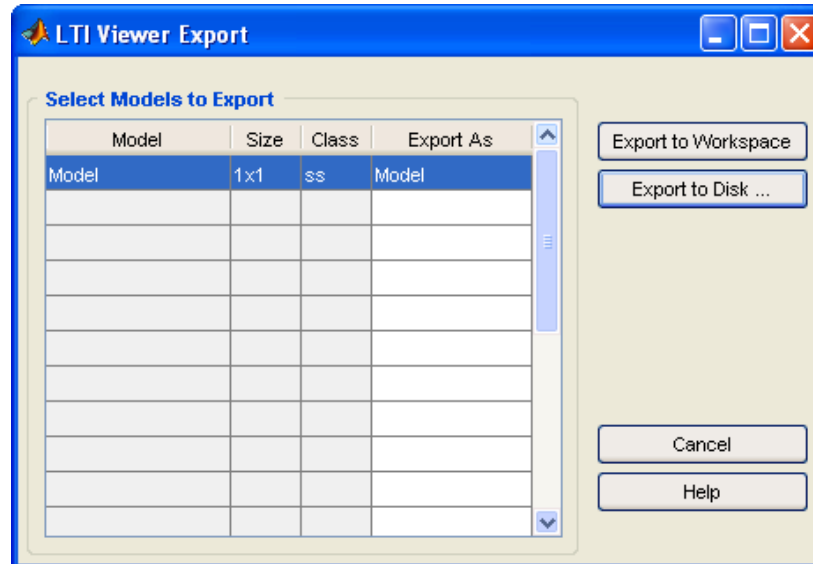 LTI Viewer Export
Select Models to Export
Model Size Class Export As
Model 1x1 ss Model
Export to Workspace
Export to Disk ...
Cancel
Help